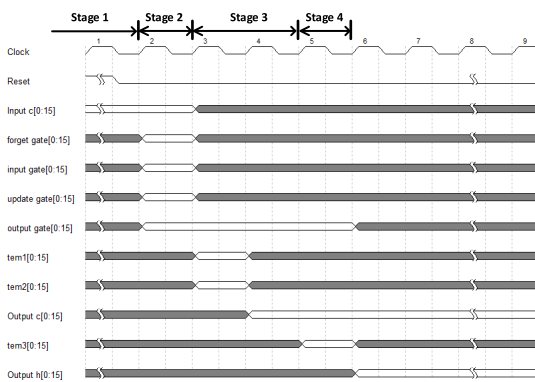 Stage 1 Stage 2 Stage 3 Stage 4
1 2 3 4 5 6 7 8 9
Clock
Reset
Input c[0:15]
forget gate[0:15]
input gate[0:15]
update gate[0:15]
output gate[0:15]
tem1[0:15]
tem2[0:15]
Output c[0:15]
tem3[0:15]
Output h[0:15]